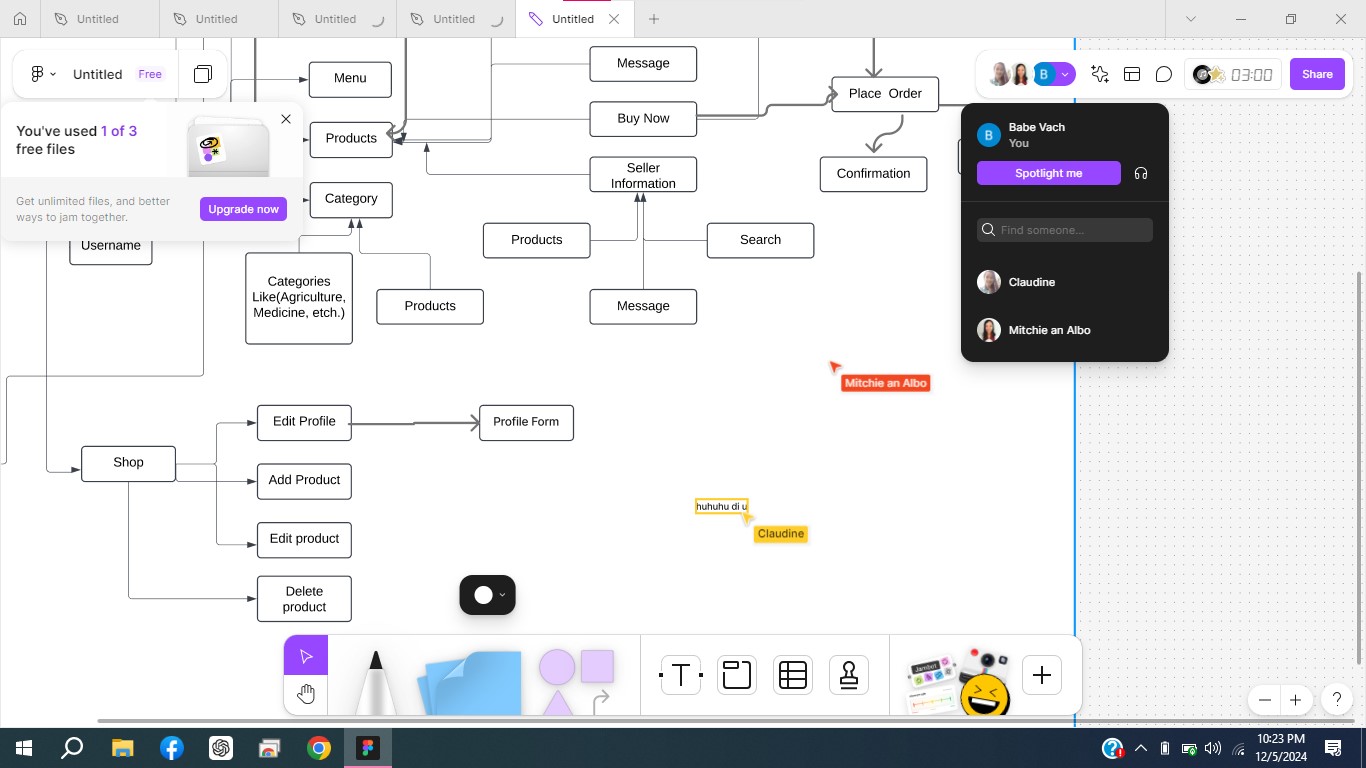 Untitled
Untitled
Untitled
Untitled
Untitled
Untitled
Free
B
03:00
Share
You've used 1 of 3
free files
Get unlimited files, and better
ways to jam together.
Upgrade now
Menu
Products
Category
Username
Categories
Like(Agriculture,
Medicine, etch.)
Products
Message
Buy Now
Seller
Information
Products
Search
Message
Place Order
Confirmation
B
Babe Vach
You
Spotlight me
Find someone...
Claudine
Mitchie an Albo
Mitchie an Albo
Shop
Edit Profile
Profile Form
Add Product
Edit product
Delete
product
huhuhu di u
Claudine
T
Jambot
?
10:23 PM
12/5/2024